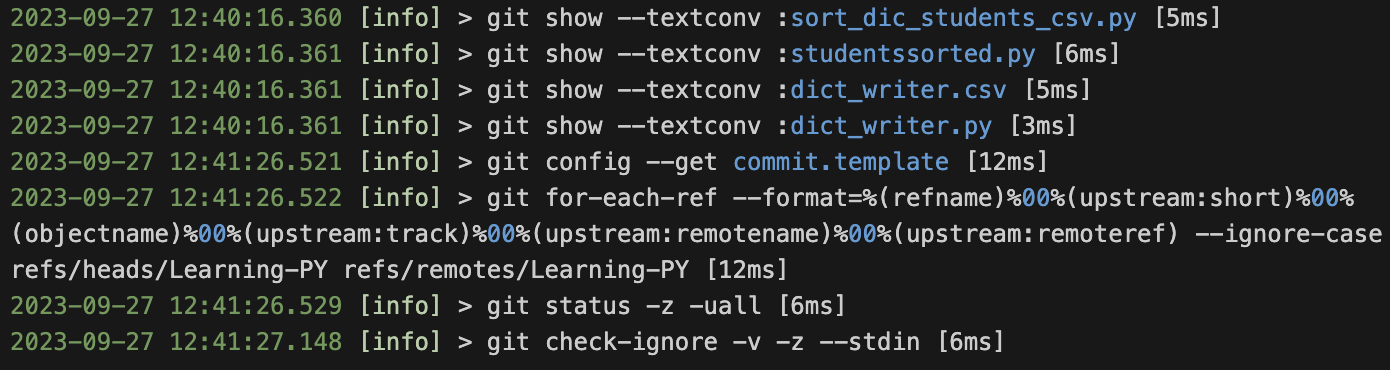 2023-09-27 12:40:16.360 [info] > git show --textconv :sort_dic_students_csv.py [5ms]
2023-09-27 12:40:16.361 [info] > git show --textconv :studentssorted.py [6ms]
2023-09-27 12:40:16.361 [info] > git show --textconv :dict_writer.csv [5ms]
2023-09-27 12:40:16.361 [info] > git show --textconv :dict_writer.py [3ms]
2023-09-27 12:41:26.521 [info] > git config --get commit.template [12ms]
2023-09-27 12:41:26.522 [info] > git for-each-ref --format=%(refname)%00%(upstream:short)%00%
(objectname)%00%(upstream:track)%00%(upstream:remotename)%00%(upstream:remoteref) --ignore-case
refs/heads/Learning-PY refs/remotes/Learning-PY [12ms]
2023-09-27 12:41:26.529 [info] > git status -z -uall [6ms]
2023-09-27 12:41:27.148 [info] > git check-ignore -v -z --stdin [6ms]